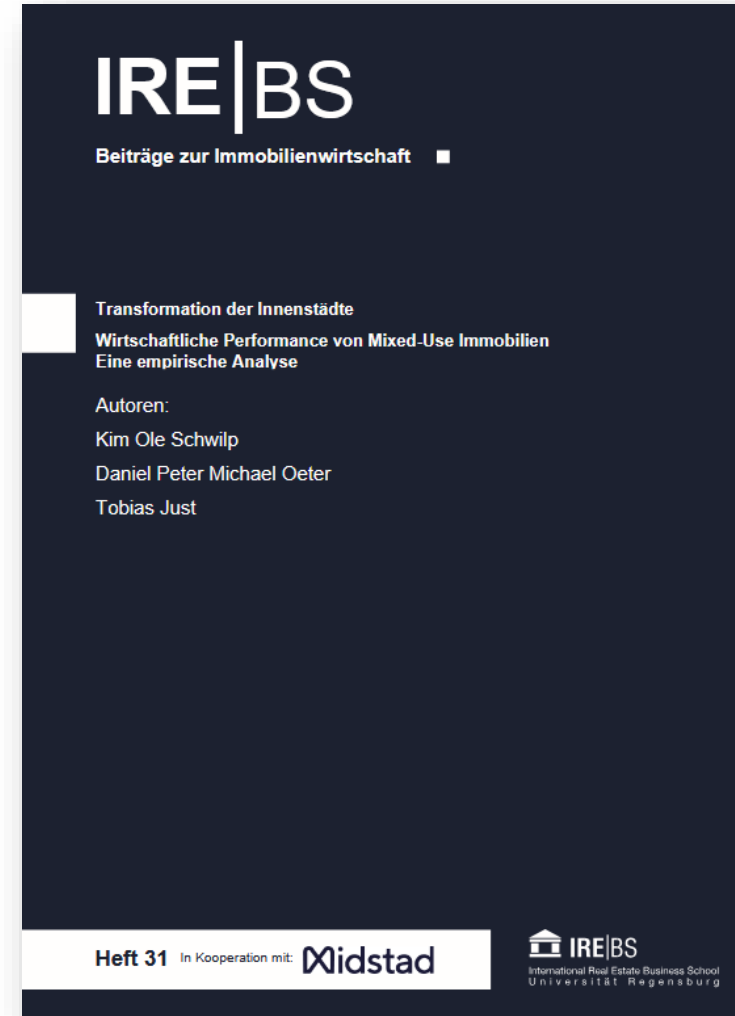 IRE|BS
Beiträge zur Immobilienwirtschaft
Transformation der Innenstädte
Wirtschaftliche Performance von Mixed-Use Immobilien
Eine empirische Analyse
Autoren:
Kim Ole Schwilp
Daniel Peter Michael Oeter
Tobias Just
Heft 31 In Kooperation mit: Midstad
IRE|BS
International Real Estate Business School
Universität Regensburg